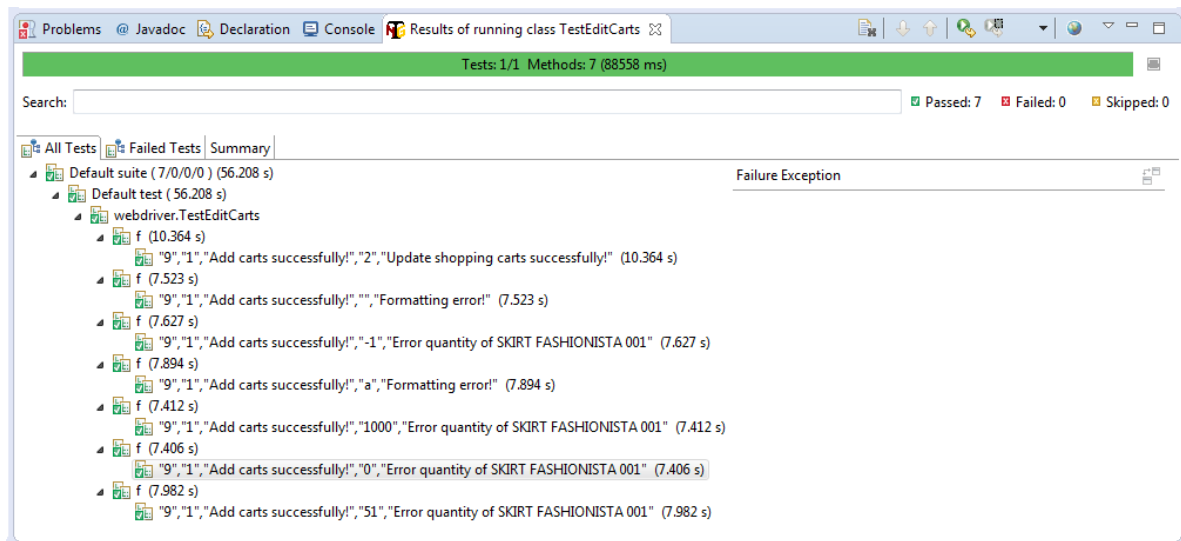 Problems @ Javadoc Declaration Console Results of running class TestEditCarts
Tests: 1/1 Methods: 7 (88558 ms)
Search: Passed: 7 Failed: 0 Skipped: 0
All Tests Failed Tests Summary
Default suite ( 7/0/0/0 ) (56.208 s) Failure Exception
Default test ( 56.208 s)
webdriver.TestEditCarts
f (10.364 s)
"9","1","Add carts successfully!","2","Update shopping carts successfully!" (10.364 s)
f (7.523 s)
"9","1","Add carts successfully!","","Formatting error!" (7.523 s)
f (7.627 s)
"9","1","Add carts successfully!","-1","Error quantity of SKIRT FASHIONISTA 001" (7.627 s)
f (7.894 s)
"9","1","Add carts successfully!","a","Formatting error!" (7.894 s)
f (7.412 s)
"9","1","Add carts successfully!","1000","Error quantity of SKIRT FASHIONISTA 001" (7.412 s)
f (7.406 s)
"9","1","Add carts successfully!","0","Error quantity of SKIRT FASHIONISTA 001" (7.406 s)
f (7.982 s)
"9","1","Add carts successfully!","51","Error quantity of SKIRT FASHIONISTA 001" (7.982 s)